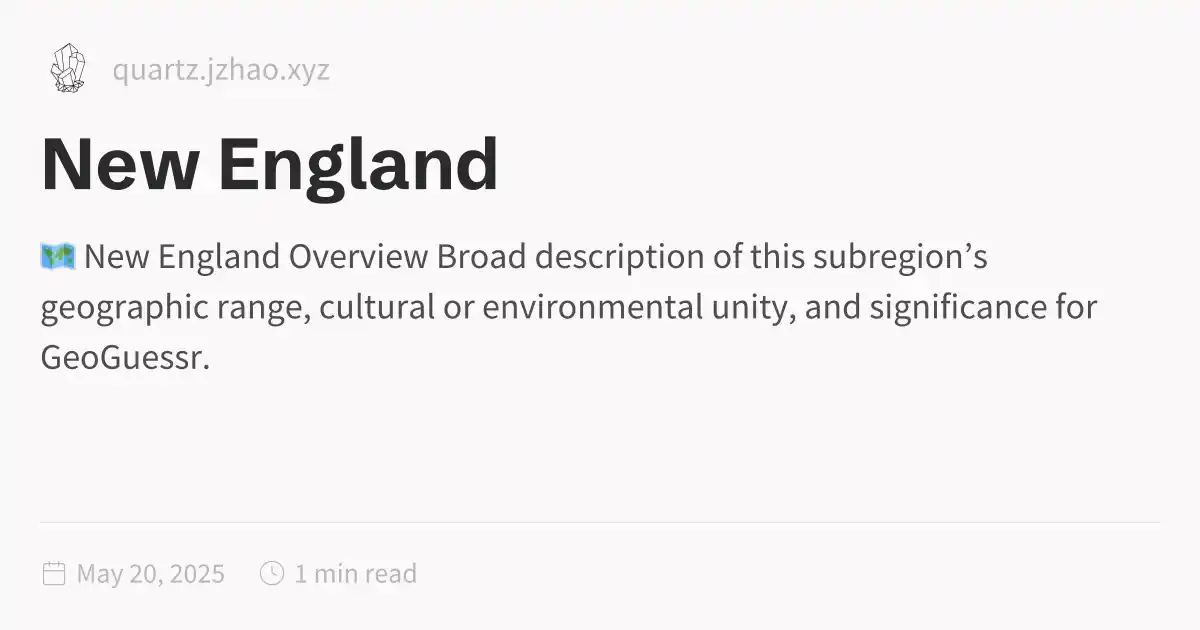 quartz.jzhao.xyz
New England
🗺️ New England Overview Broad description of this subregion’s
geographic range, cultural or environmental unity, and significance for
GeoGuessr.
May 20, 2025 1 min read